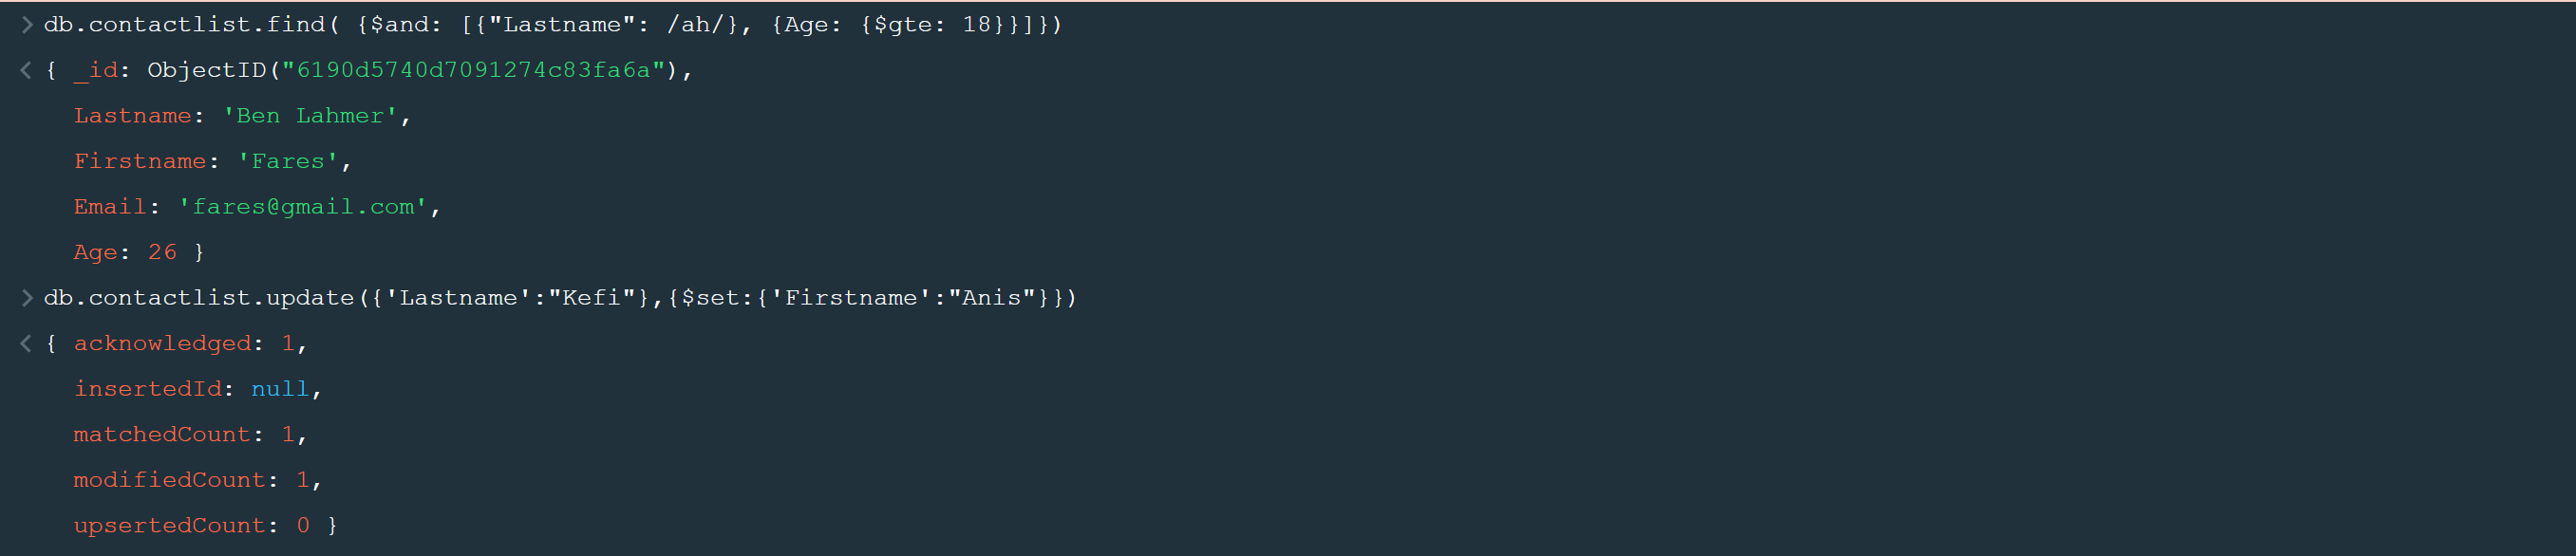 > db.contactlist.find( {$and: [{"Lastname": /ah/}, {Age: {$gte: 18}}]})
< { _id: ObjectID("6190d5740d7091274c83fa6a"),
Lastname: 'Ben Lahmer',
Firstname: 'Fares',
Email: 'fares@gmail.com',
Age: 26 }
> db.contactlist.update({'Lastname':"Kefi"},{$set:{'Firstname':"Anis"}})
< { acknowledged: 1,
insertedId: null,
matchedCount: 1,
modifiedCount: 1,
upsertedCount: 0 }